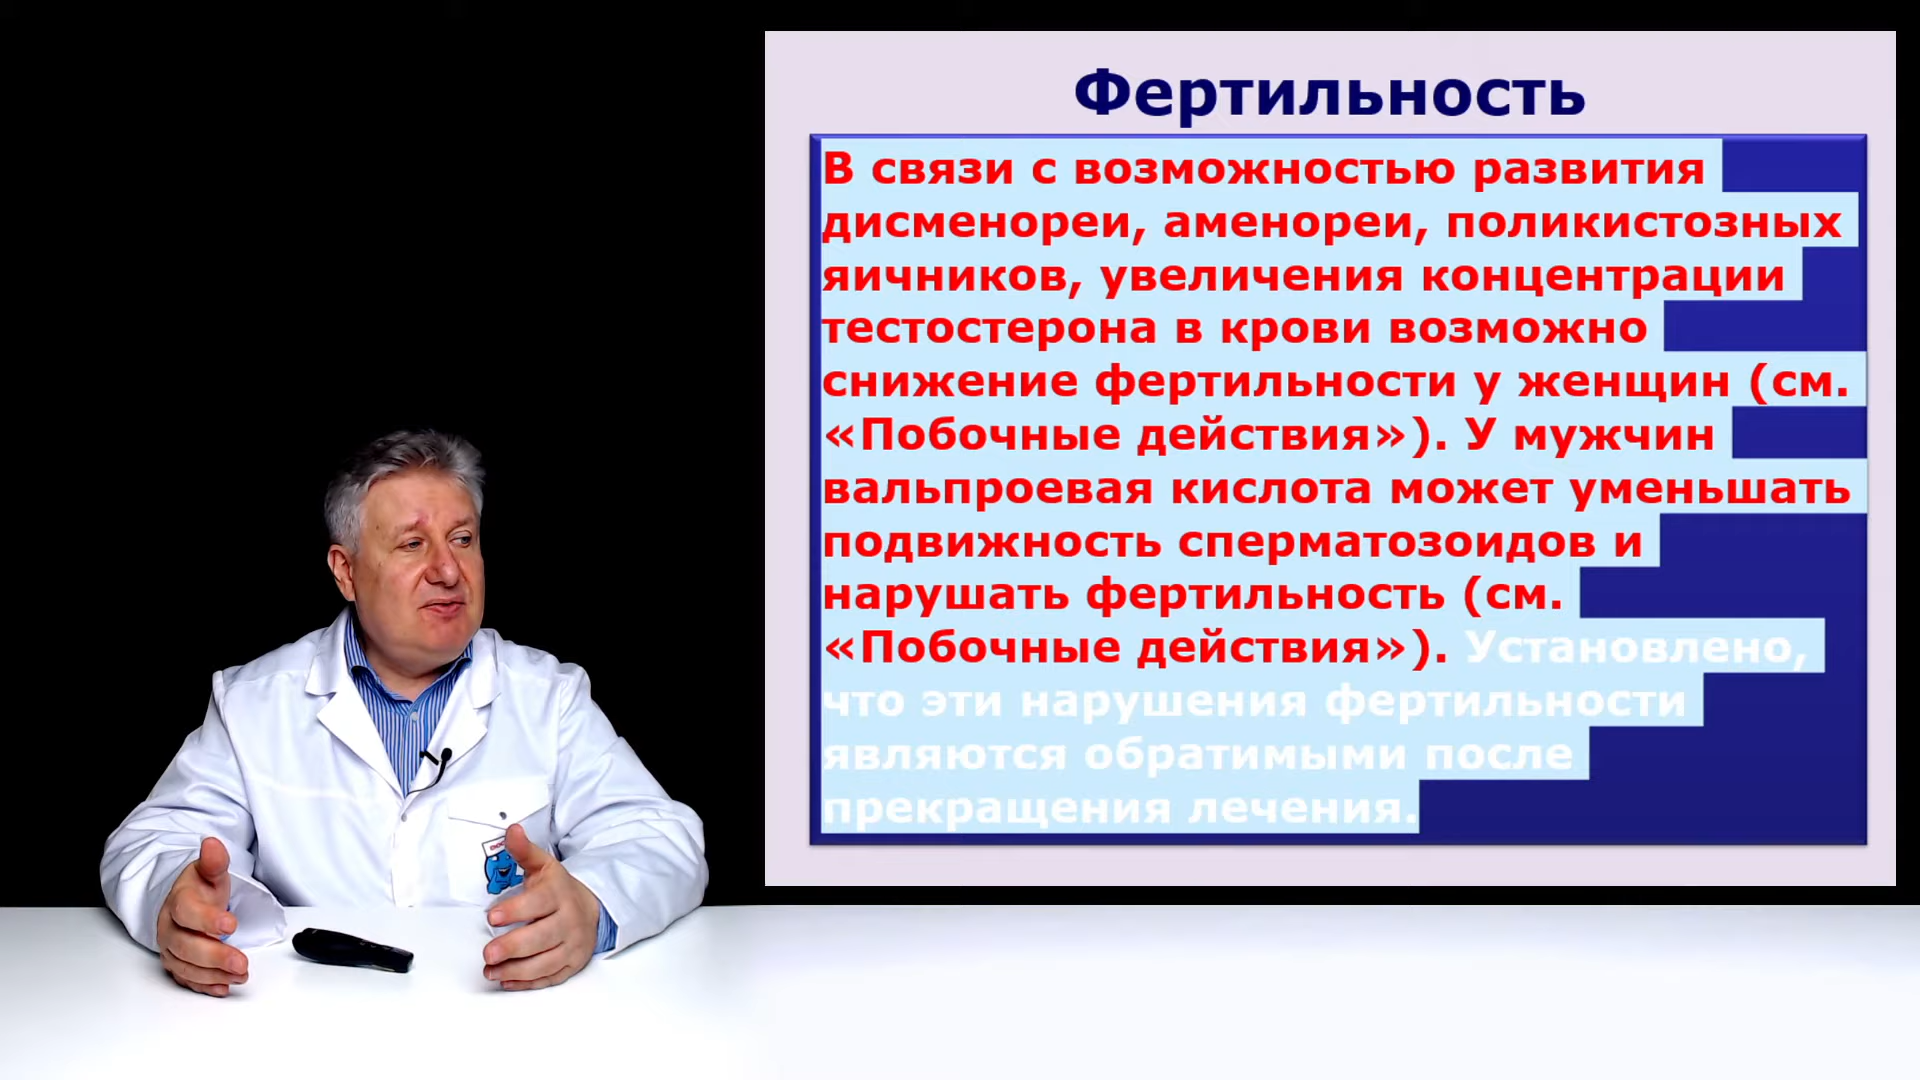 Фертильность
В связи с возможностью развития
дисменореи, аменореи, поликистозных
яичников, увеличения концентрации
тестостерона в крови возможно
снижение фертильности у женщин (см.
«Побочные действия»). У мужчин
вальпроевая кислота может уменьшать
подвижность сперматозоидов и
нарушать фертильность (см.
«Побочные действия»). Установлено,
что эти нарушения фертильности
являются обратимыми после
прекращения лечения.